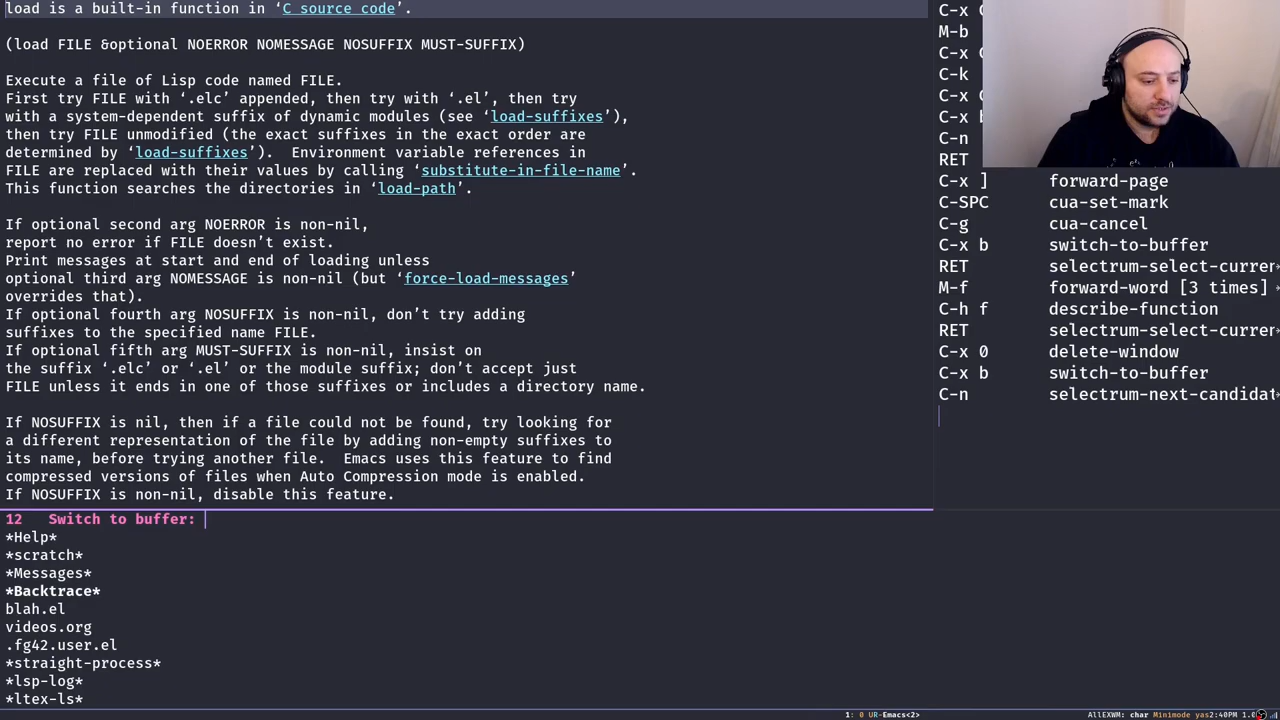 load is a built-in function in ‘C source code’.
(load FILE &optional NOERROR NOMESSAGE NOSUFFIX MUST-SUFFIX)
Execute a file of Lisp code named FILE.
First try FILE with ‘.elc’ appended, then try with ‘.el’, then try
with a system-dependent suffix of dynamic modules (see ‘load-suffixes’),
then try FILE unmodified (the exact suffixes in the exact order are
determined by ‘load-suffixes’).  Environment variable references in
FILE are replaced with their values by calling ‘substitute-in-file-name’.
This function searches the directories in ‘load-path’.
If optional second arg NOERROR is non-nil,
report no error if FILE doesn’t exist.
Print messages at start and end of loading unless
optional third arg NOMESSAGE is non-nil (but ‘force-load-messages’
overrides that).
If optional fourth arg NOSUFFIX is non-nil, don’t try adding
suffixes to the specified name FILE.
If optional fifth arg MUST-SUFFIX is non-nil, insist on
the suffix ‘.elc’ or ‘.el’ or the module suffix; don’t accept just
FILE unless it ends in one of those suffixes or includes a directory name.
If NOSUFFIX is nil, then if a file could not be found, try looking for
a different representation of the file by adding non-empty suffixes to
its name, before trying another file.  Emacs uses this feature to find
compressed versions of files when Auto Compression mode is enabled.
If NOSUFFIX is non-nil, disable this feature.
12 Switch to buffer:
*Help*
*scratch*
*Messages*
*Backtrace*
blah.el
videos.org
.fg42.user.el
*straight-process*
*lsp-log*
*ltex-ls*
C-x
M-b
C-x
C-k
C-x
C-x
C-n
RET
C-x ] forward-page
C-SPC cua-set-mark
C-g cua-cancel
C-x b switch-to-buffer
RET selectrum-select-curren
M-f forward-word [3 times]
C-h f describe-function
RET selectrum-select-curren
C-x 0 delete-window
C-x b switch-to-buffer
C-n selectrum-next-candidat
1: 0 UR-Emacs<2>
AllEXWM: char Minimode yas2:40PM 1.0